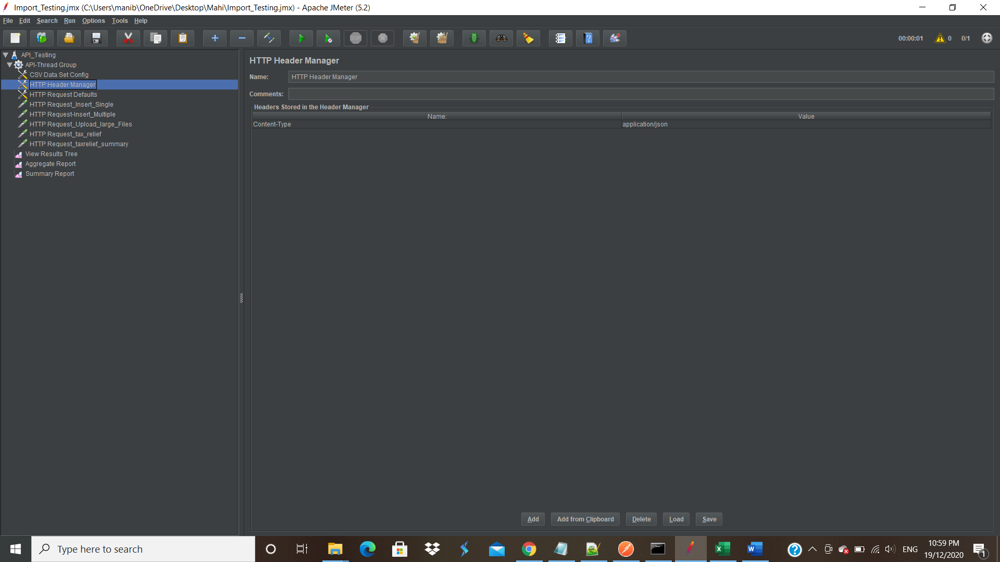 Import_Testing.jmx (C:\Users\manib\OneDrive\Desktop\Mahi\Import_Testing.jmx) - Apache JMeter (5.2)
File Edit Search Run Options Tools Help
STOP
00:00:01 0 0/1
API_Testing
API-Thread Group
CSV Data Set Config
HTTP Header Manager
HTTP Request Defaults
HTTP Request_Insert_Single
HTTP Request-Insert_Multiple
HTTP Request_Upload_large_Files
HTTP Request_tax_relief
HTTP Request_taxrelief_summary
View Results Tree
Aggregate Report
Summary Report
HTTP Header Manager
Name: HTTP Header Manager
Comments:
Headers Stored in the Header Manager
Name: Value
Content-Type application/json
Add Add from Clipboard Delete Load Save
Type here to search
ENG
10:59 PM
19/12/2020
1